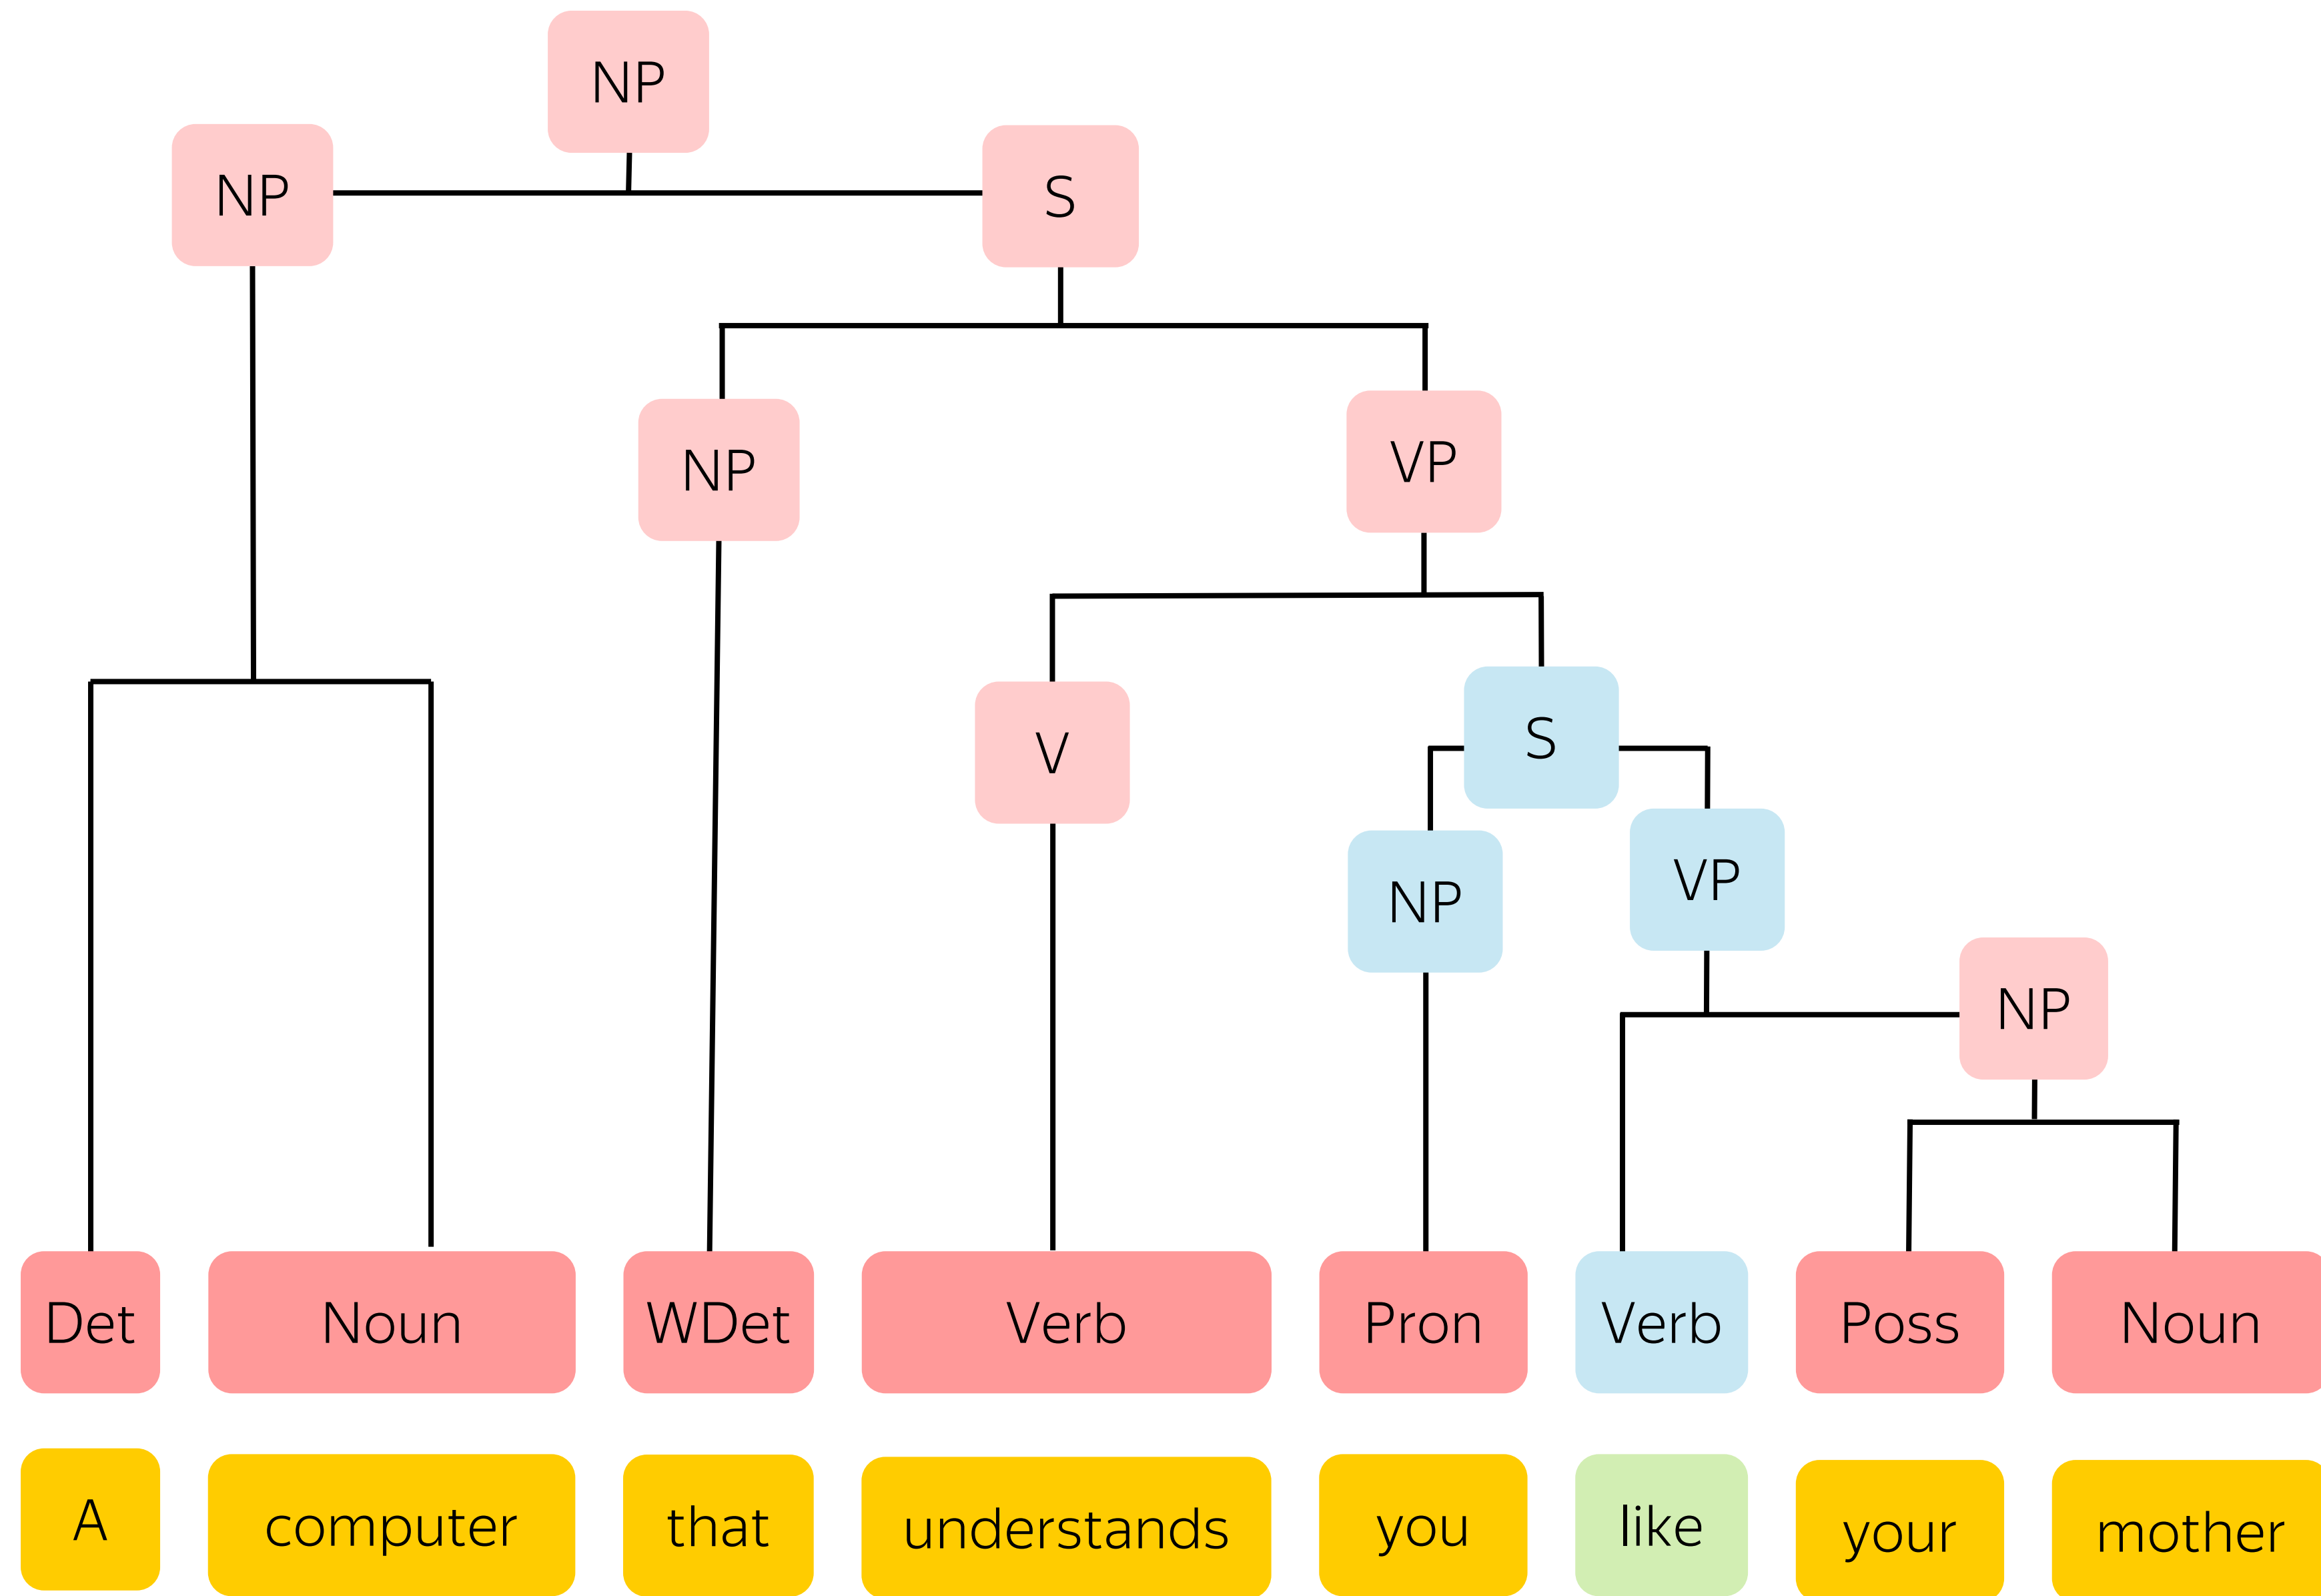 NP
NP S
NP VP
V S
NP VP
NP
Det Noun WDet Verb Pron Verb Poss Noun
A computer that understands you like your mother